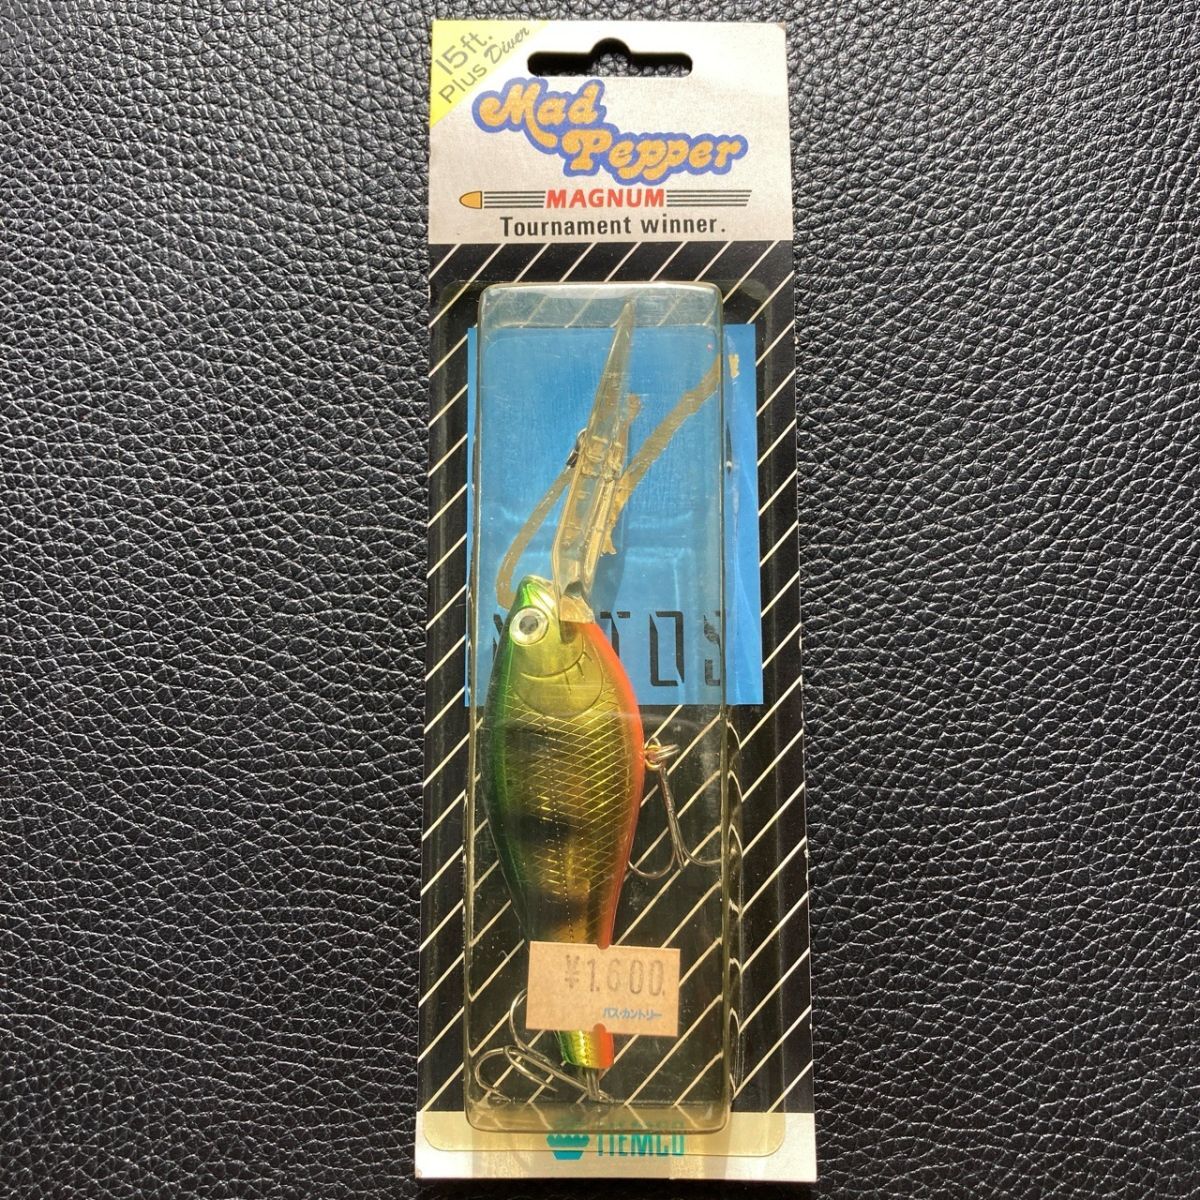 15ft.
Plus Diver
Mad
Pepper
MAGNUM
Tournament winner.
¥1,600.
バス・カントリー
TIEMCO